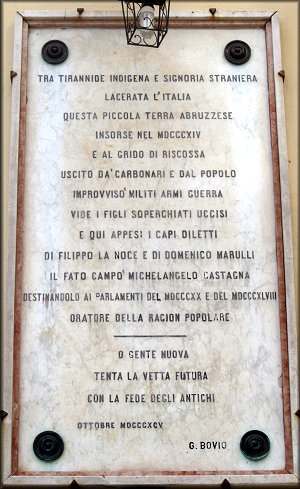 TRA TIRANNIDE INDIGENA E SIGNORIA STRANIERA
LACERATA L'ITALIA
QUESTA PICCOLA TERRA ABRUZZESE
INSORSE NEL MDCCCXIV
E AL GRIDO DI RISCOSSA
USCITO DA' CARBONARI E DAL POPOLO
IMPROVVISO' MILITI ARMI GUERRA
VIDE I FIGLI SOPERCHIATI UCCISI
E QUI APPESI I CAPI DILETTI
DI FILIPPO LA NOCE E DI DOMENICO MARULLI
IL FATO CAMPO' MICHELANGELO CASTAGNA
DESTINANDOLO AI PARLAMENTI DEL MDCCCXX E DEL MDCCCXLVIII
ORATORE DELLA RAGION POPOLARE
O GENTE NUOVA
TENTA LA VETTA FUTURA
CON LA FEDE DEGLI ANTICHI
OTTOBRE MDCCCXCV
G. BOVIO